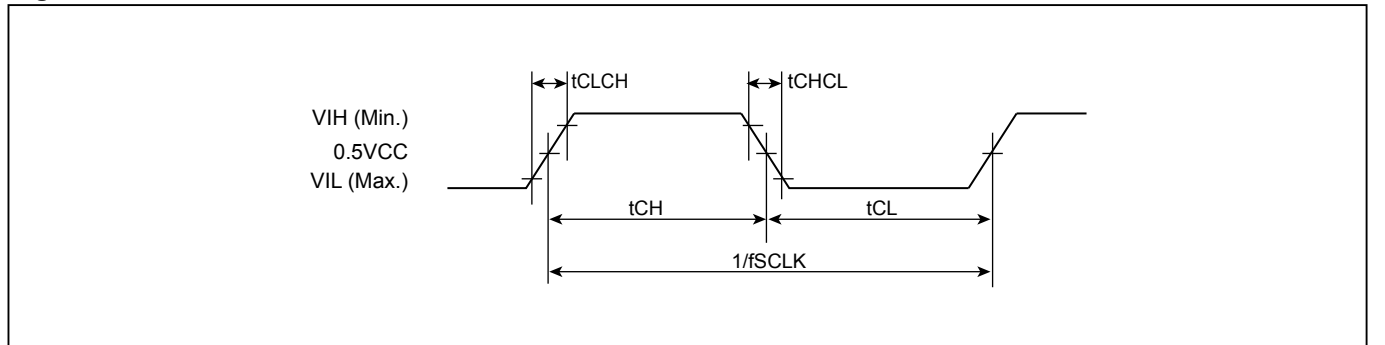 tCLCH
tCHCL
VIH (Min.)
0.5VCC
VIL (Max.)
tCH
tCL
1/fSCLK